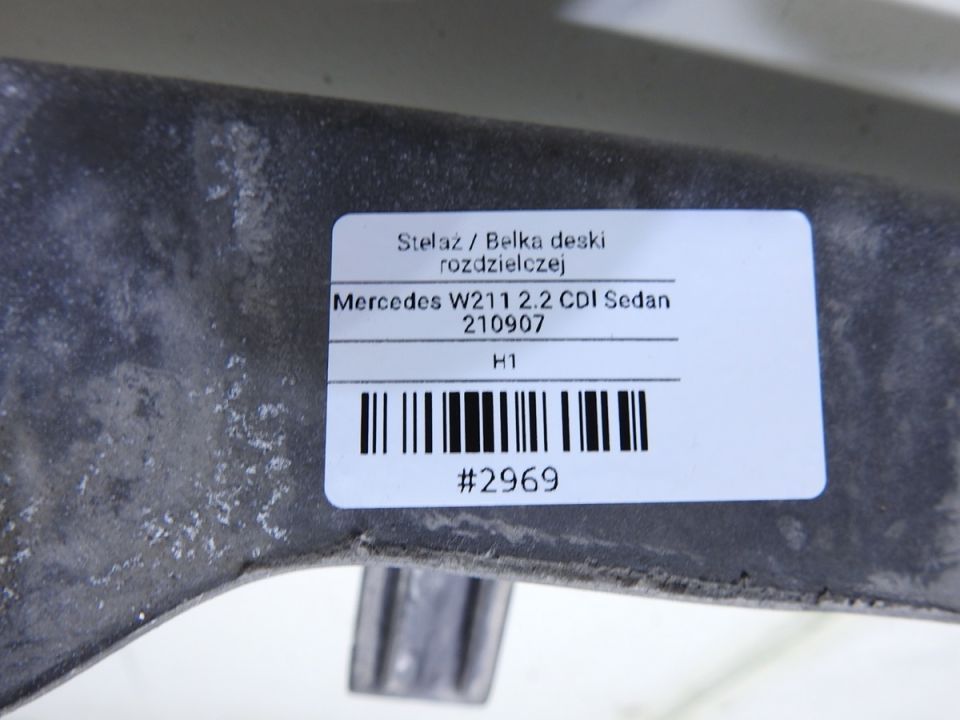 Stelaż / Belka deski
rozdzielczej
Mercedes W211 2.2 CDI Sedan
210907
H1
#2969